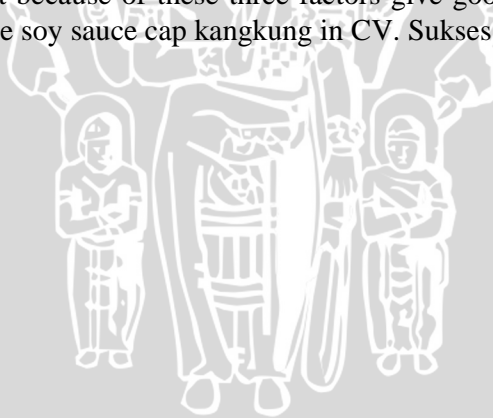 t because of these three factors give goo
e soy sauce cap kangkung in CV. Sukses